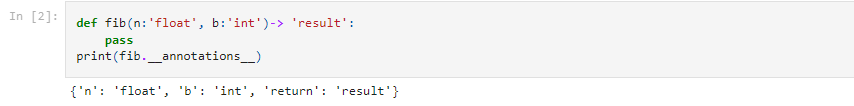 In [2]:
def fib(n:'float', b:'int')-> 'result':
    pass
print(fib.__annotations__)
{'n': 'float', 'b': 'int', 'return': 'result'}